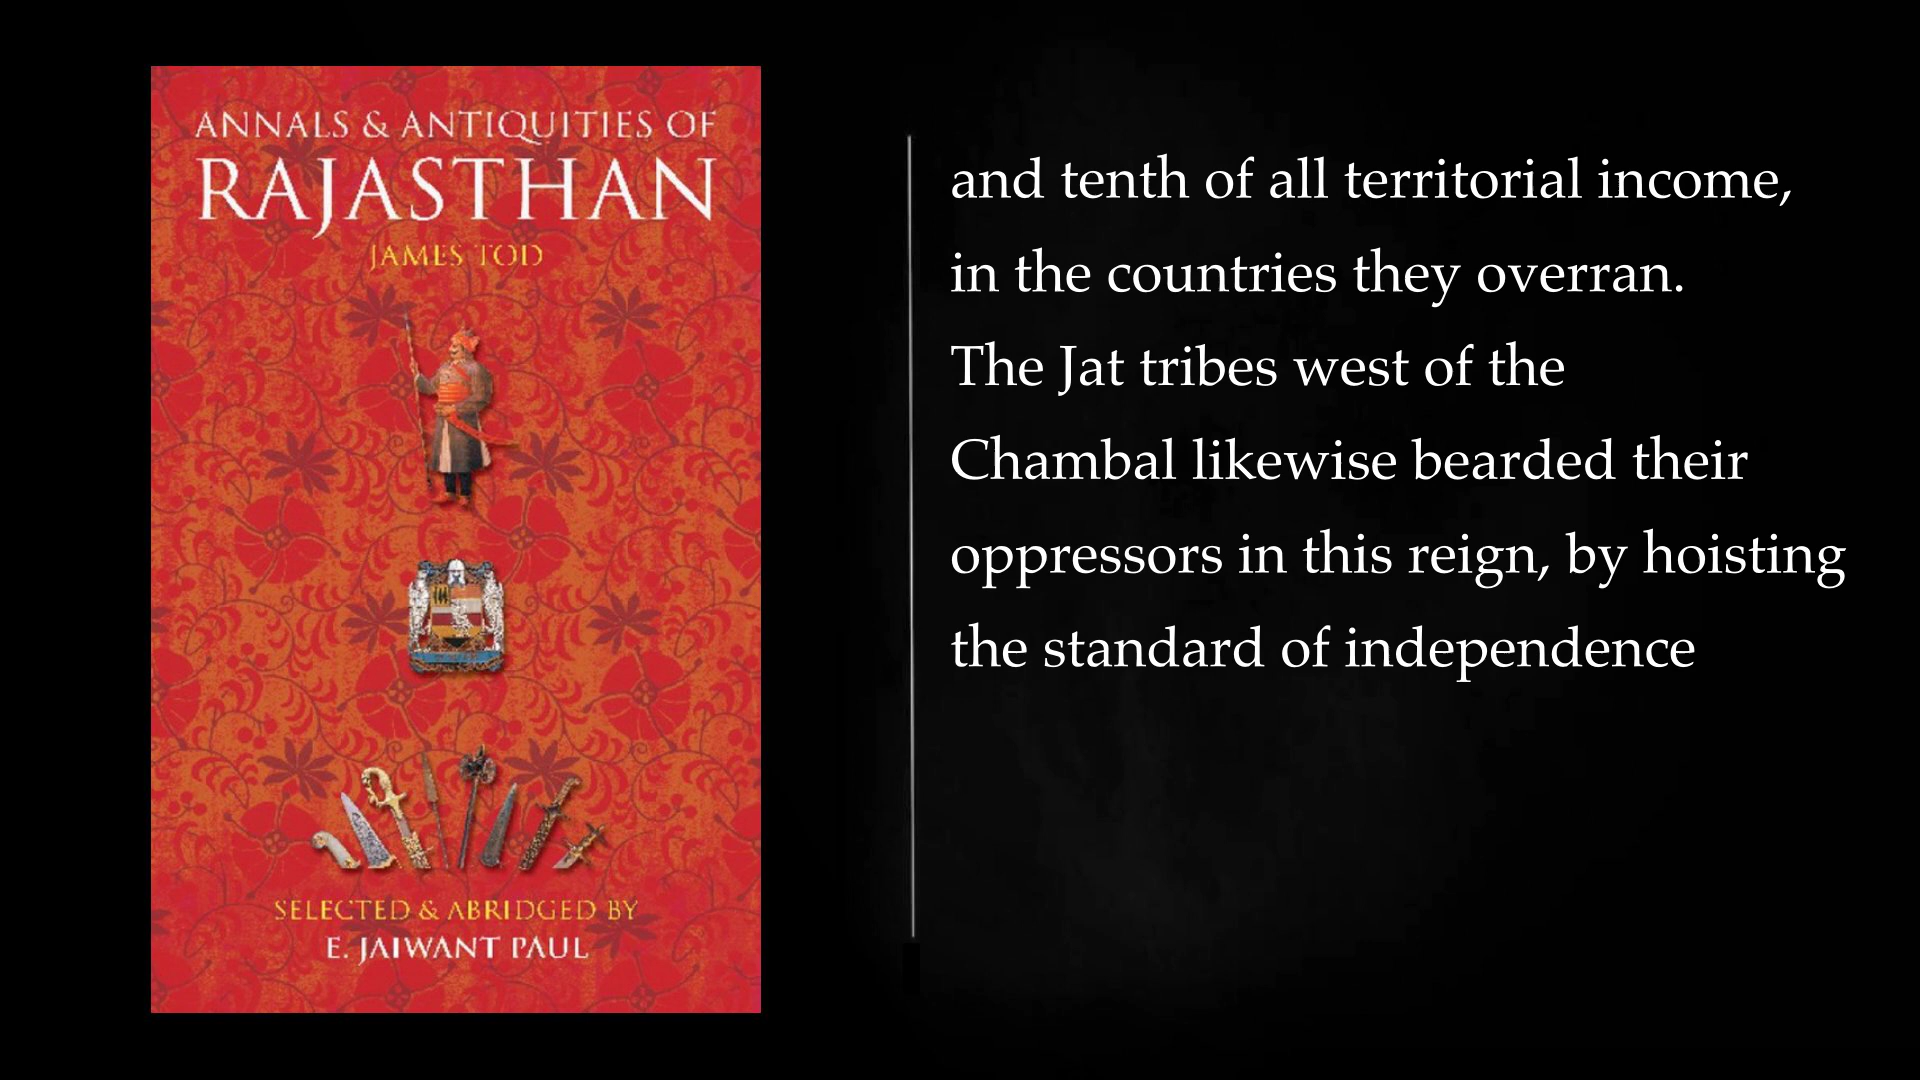 ANNALS & ANTIQUITIES OF
RAJASTHAN
JAMES TOD
SELECTED & ABRIDGED BY
E. JAIWANT PAUL
and tenth of all territorial income,
in the countries they overran.
The Jat tribes west of the
Chambal likewise bearded their
oppressors in this reign, by hoisting
the standard of independence